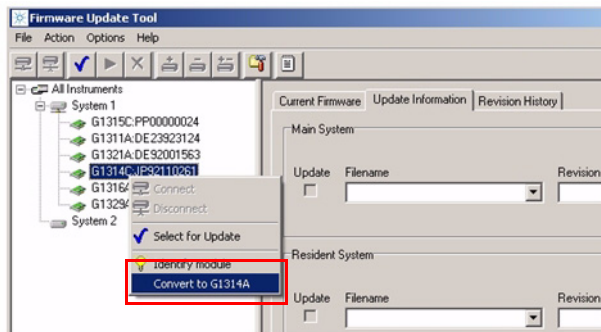 Firmware Update Tool
File Action Options Help
All Instruments
System 1
G1315C:PP00000024
G1311A:DE23923124
G1321A:DE92001563
G1314C:JP92110261
G1316A
G1329A
System 2
Connect
Disconnect
Select for Update
Identify module
Convert to G1314A
Current Firmware Update Information Revision History
Main System
Update Filename Revision
Resident System
Update Filename Revision